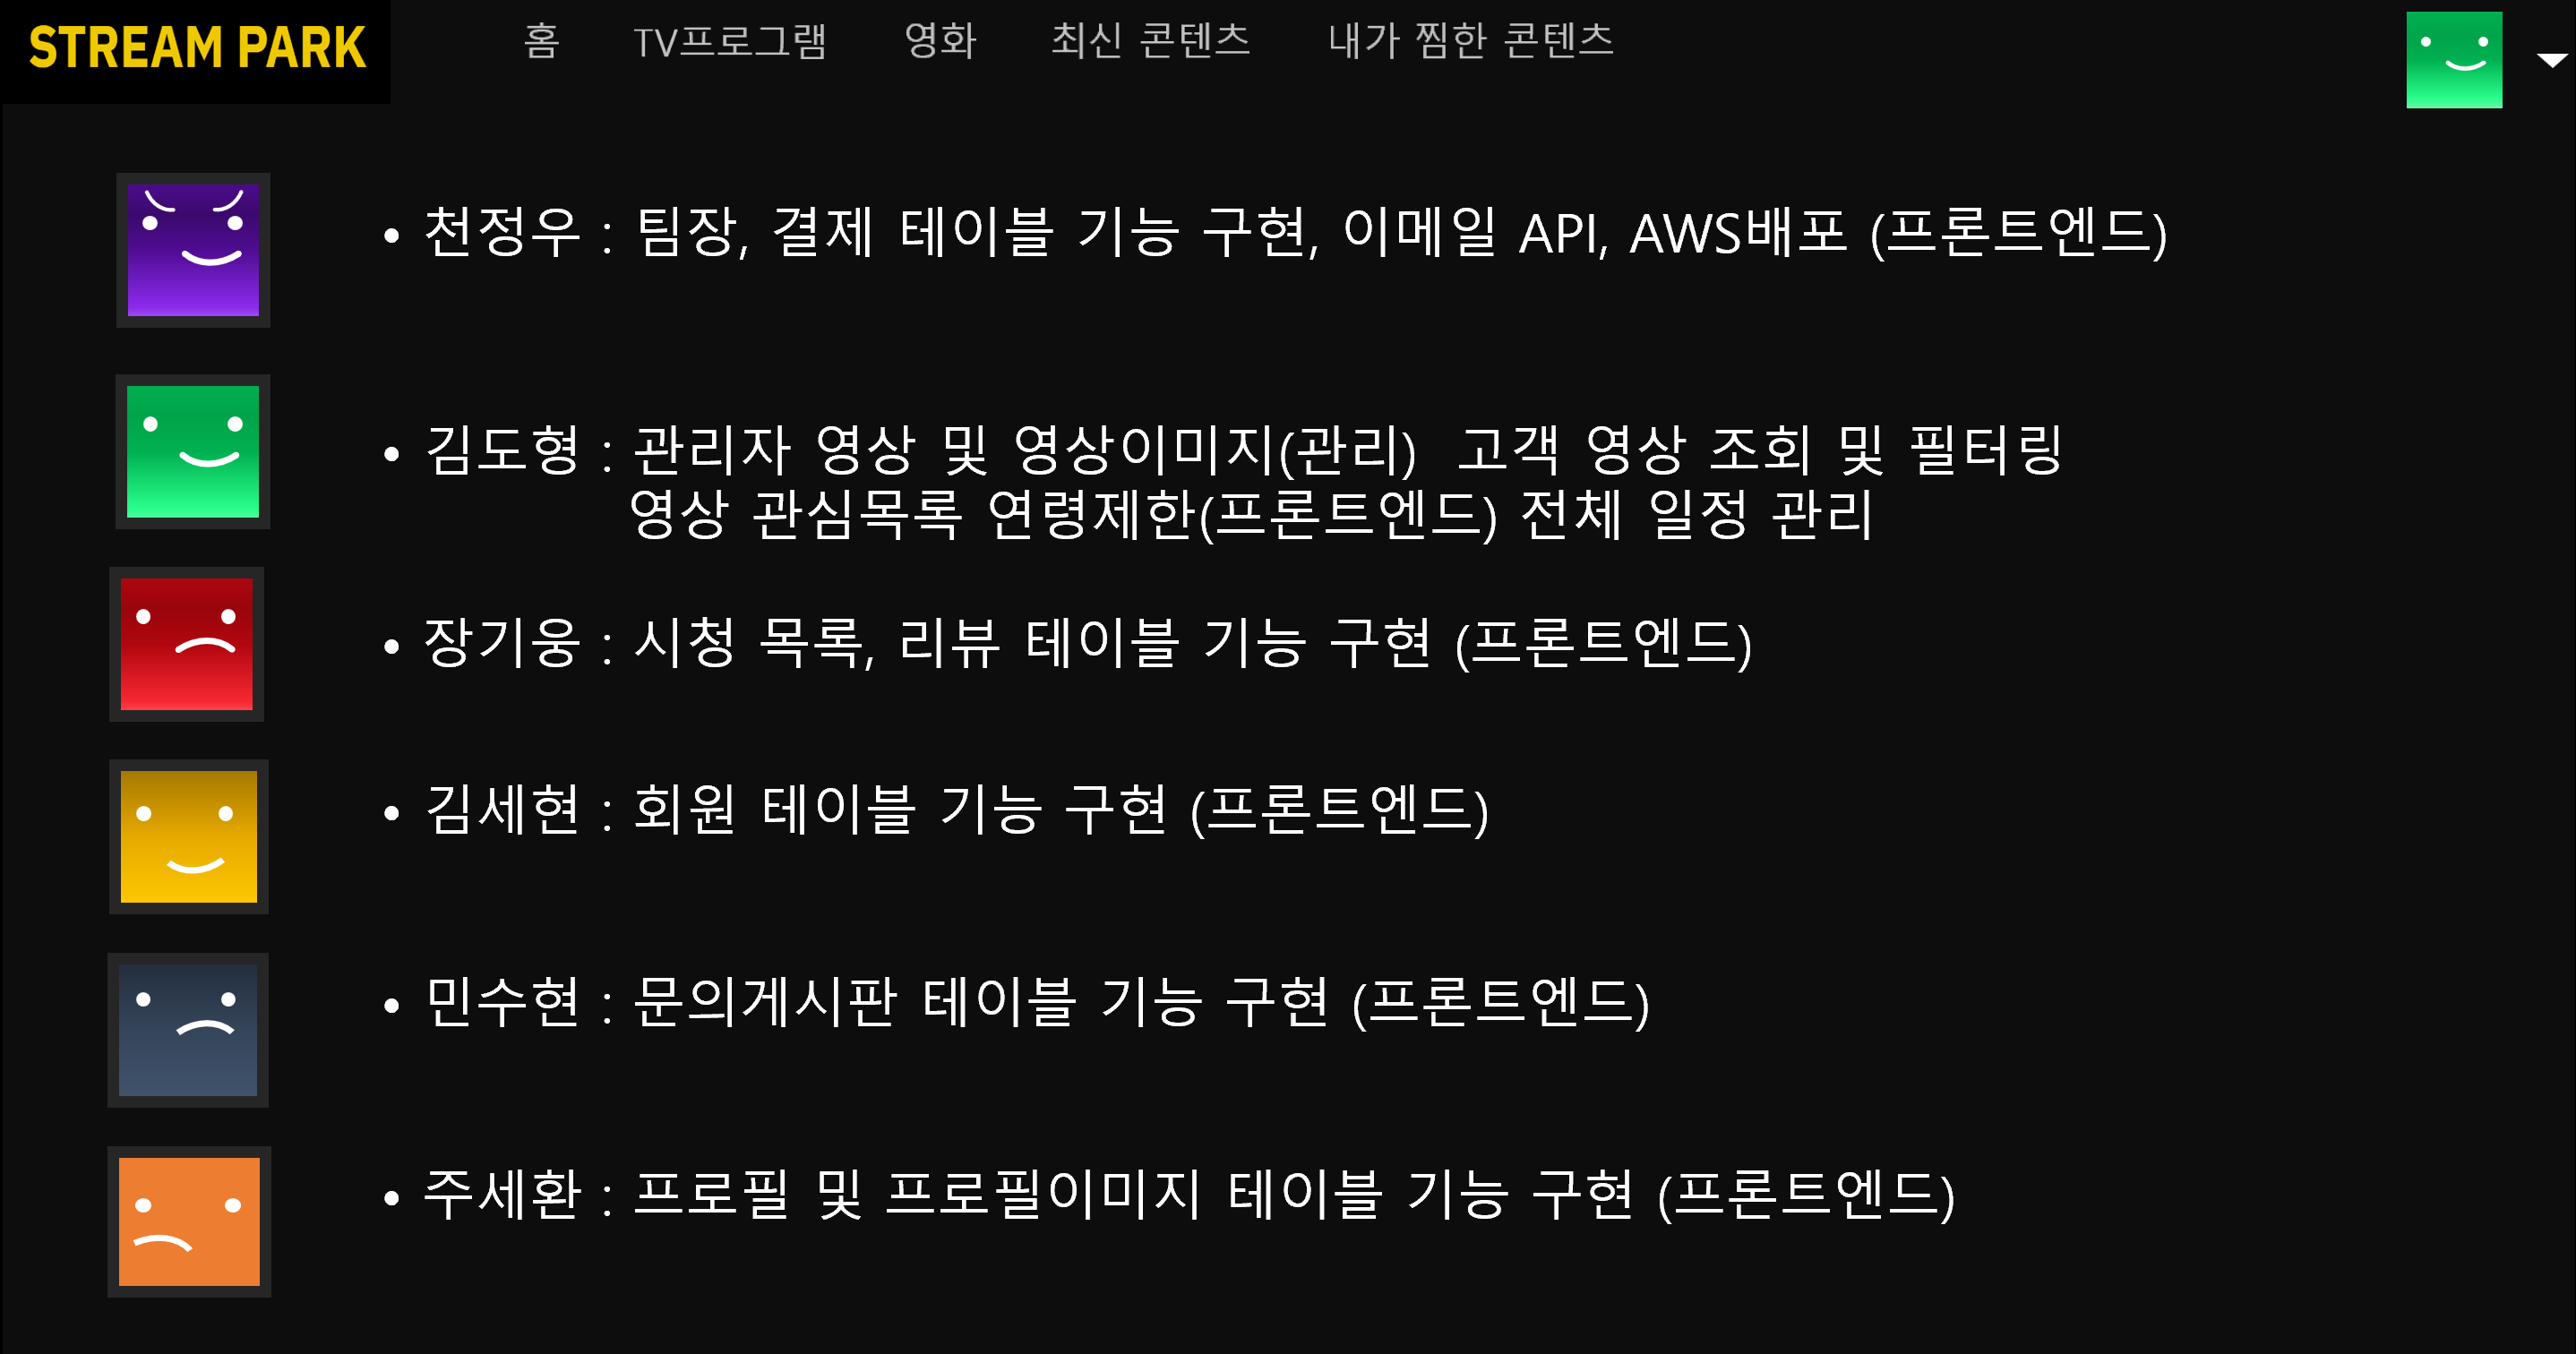 STREAM PARK
홈 TV프로그램 영화 최신 콘텐츠 내가 찜한 콘텐츠
• 천정우 : 팀장, 결제 테이블 기능 구현, 이메일 API, AWS배포 (프론트엔드)
• 김도형 : 관리자 영상 및 영상이미지(관리) 고객 영상 조회 및 필터링
영상 관심목록 연령제한(프론트엔드) 전체 일정 관리
• 장기웅 : 시청 목록, 리뷰 테이블 기능 구현 (프론트엔드)
• 김세현 : 회원 테이블 기능 구현 (프론트엔드)
• 민수현 : 문의게시판 테이블 기능 구현 (프론트엔드)
• 주세환 : 프로필 및 프로필이미지 테이블 기능 구현 (프론트엔드)